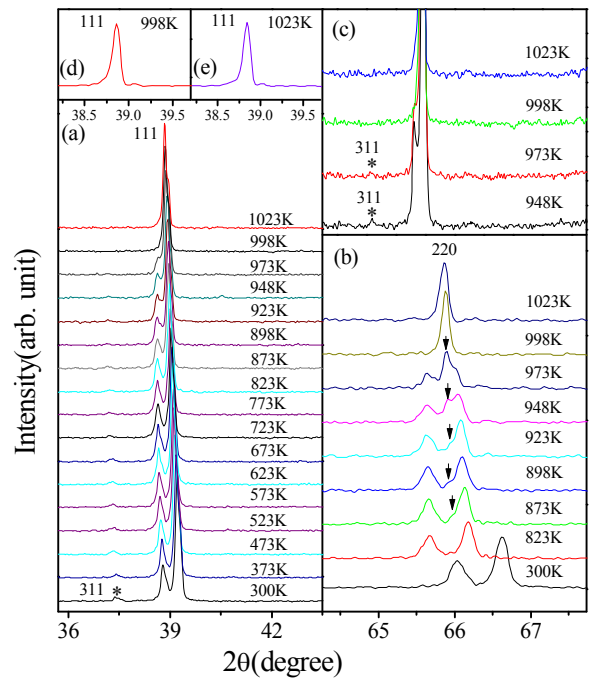 111 998K
(d)
38.5 39.0 39.5
111 1023K
(e)
38.5 39.0 39.5
(a)
111
1023K
998K
973K
948K
923K
898K
873K
823K
773K
723K
673K
623K
573K
523K
473K
373K
311 * 300K
36 39 42
(c)
1023K
998K
311
* 973K
311
* 948K
(b) 220
1023K
998K
973K
948K
923K
898K
873K
823K
300K
65 66 67
Intensity(arb. unit)
2θ(degree)